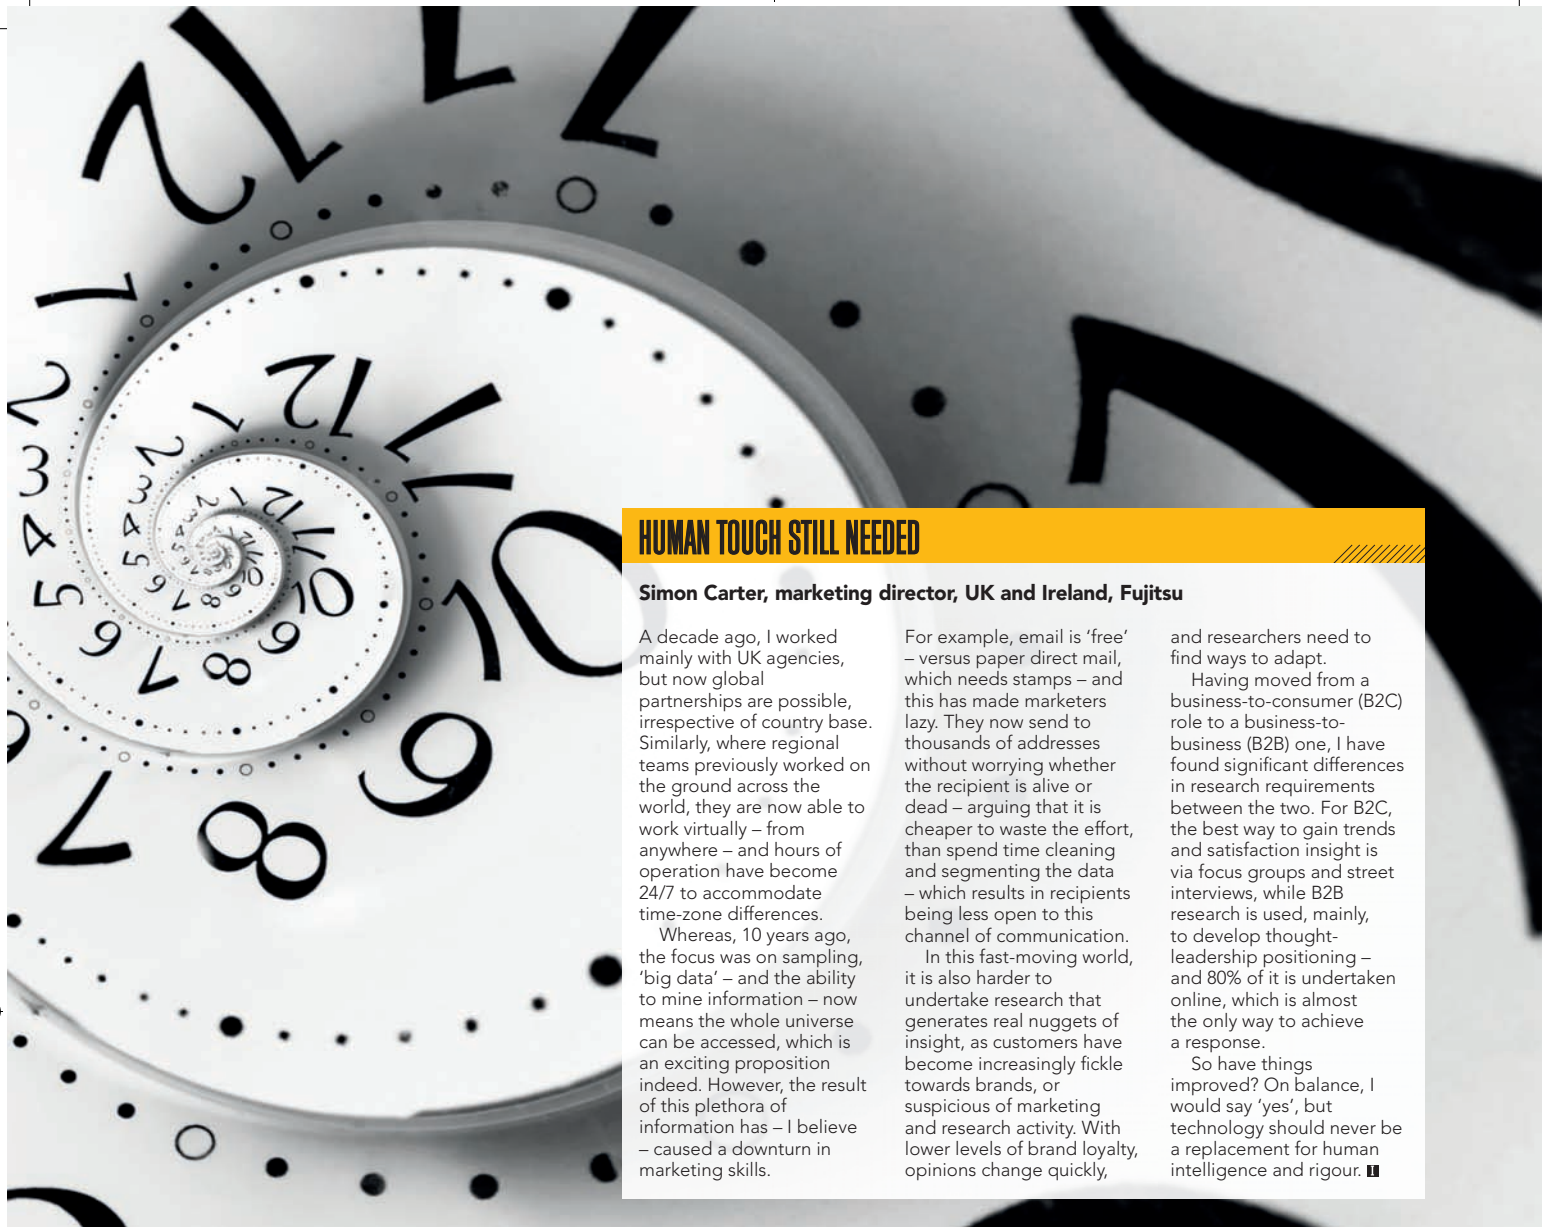 HUMAN TOUCH STILL NEEDED
Simon Carter, marketing director, UK and Ireland, Fujitsu
A decade ago, I worked
mainly with UK agencies,
but now global
partnerships are possible,
irrespective of country base.
Similarly, where regional
teams previously worked on
the ground across the
world, they are now able to
work virtually – from
anywhere – and hours of
operation have become
24/7 to accommodate
time-zone differences.
Whereas, 10 years ago,
the focus was on sampling,
‘big data’ – and the ability
to mine information – now
means the whole universe
can be accessed, which is
an exciting proposition
indeed. However, the result
of this plethora of
information has – I believe
– caused a downturn in
marketing skills.
For example, email is ‘free’
– versus paper direct mail,
which needs stamps – and
this has made marketers
lazy. They now send to
thousands of addresses
without worrying whether
the recipient is alive or
dead – arguing that it is
cheaper to waste the effort,
than spend time cleaning
and segmenting the data
– which results in recipients
being less open to this
channel of communication.
In this fast-moving world,
it is also harder to
undertake research that
generates real nuggets of
insight, as customers have
become increasingly fickle
towards brands, or
suspicious of marketing
and research activity. With
lower levels of brand loyalty,
opinions change quickly,
and researchers need to
find ways to adapt.
Having moved from a
business-to-consumer (B2C)
role to a business-to-
business (B2B) one, I have
found significant differences
in research requirements
between the two. For B2C,
the best way to gain trends
and satisfaction insight is
via focus groups and street
interviews, while B2B
research is used, mainly,
to develop thought-
leadership positioning –
and 80% of it is undertaken
online, which is almost
the only way to achieve
a response.
So have things
improved? On balance, I
would say ‘yes’, but
technology should never be
a replacement for human
intelligence and rigour.